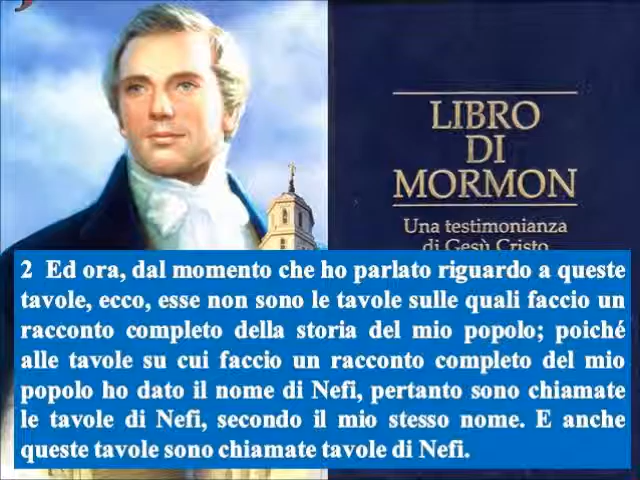 LIBRO
DI
MORMON
Una testimonianza
di Gesù Cristo
2 Ed ora, dal momento che ho parlato riguardo a queste
tavole, ecco, esse non sono le tavole sulle quali faccio un
racconto completo della storia del mio popolo; poiché
alle tavole su cui faccio un racconto completo del mio
popolo ho dato il nome di Nefi, pertanto sono chiamate
le tavole di Nefi, secondo il mio stesso nome. E anche
queste tavole sono chiamate tavole di Nefi.